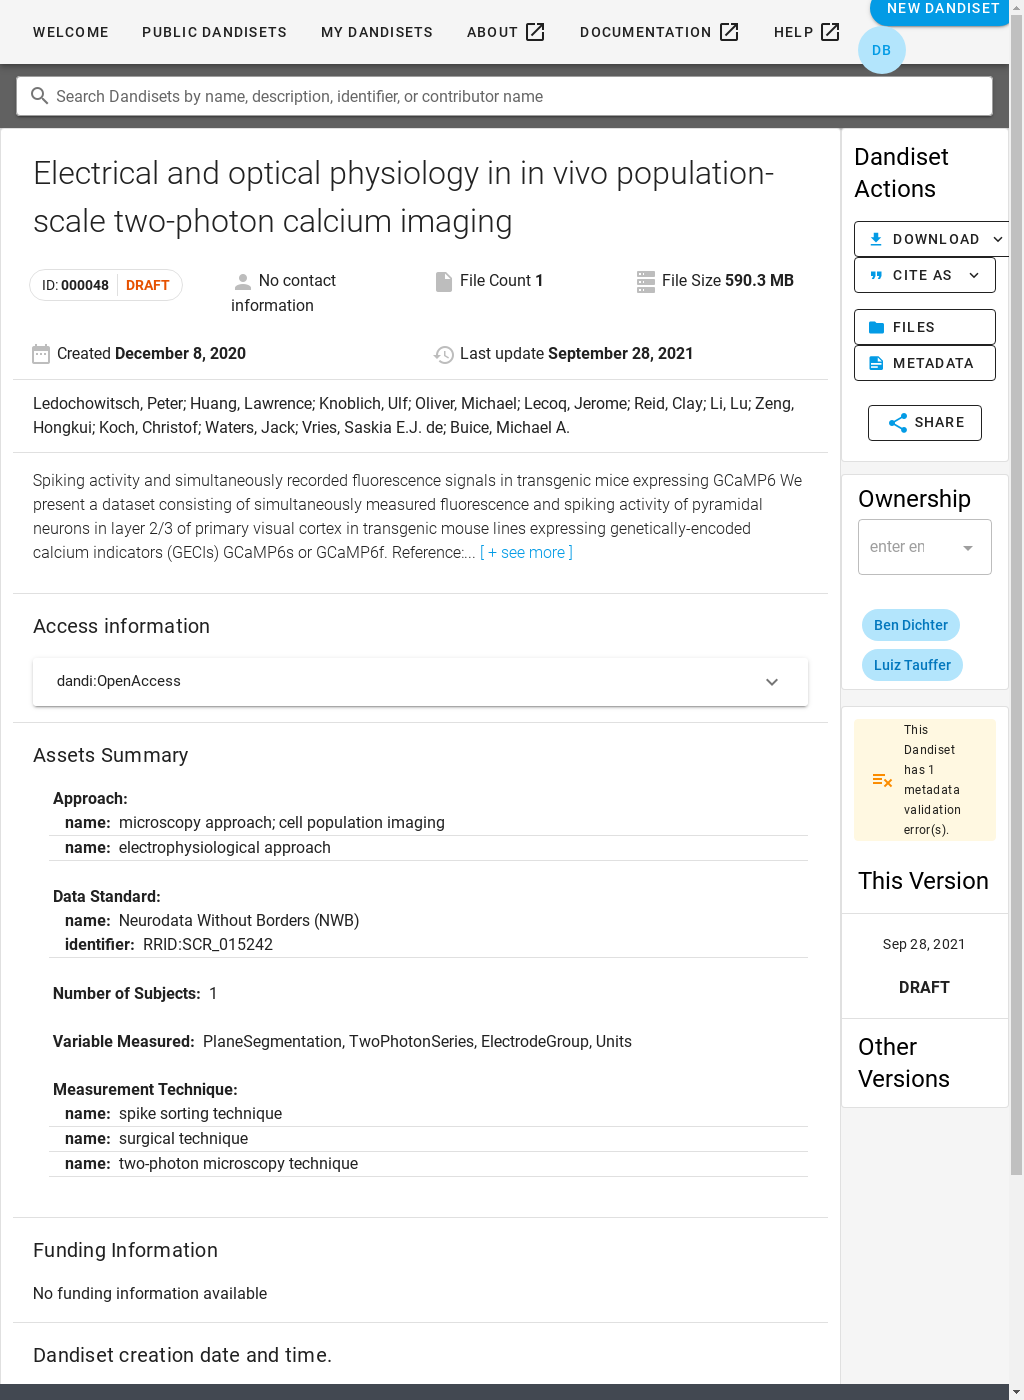 WELCOME PUBLIC DANDISETS MY DANDISETS ABOUT DOCUMENTATION HELP NEW DANDISET
DB
Search Dandisets by name, description, identifier, or contributor name
Electrical and optical physiology in in vivo population-
scale two-photon calcium imaging
ID: 000048 DRAFT
No contact
information
File Count 1
File Size 590.3 MB
Created December 8, 2020
Last update September 28, 2021
Ledochowitsch, Peter; Huang, Lawrence; Knoblich, Ulf; Oliver, Michael; Lecoq, Jerome; Reid, Clay; Li, Lu; Zeng,
Hongkui; Koch, Christof; Waters, Jack; Vries, Saskia E.J. de; Buice, Michael A.
Spiking activity and simultaneously recorded fluorescence signals in transgenic mice expressing GCaMP6 We
present a dataset consisting of simultaneously measured fluorescence and spiking activity of pyramidal
neurons in layer 2/3 of primary visual cortex in transgenic mouse lines expressing genetically-encoded
calcium indicators (GECIs) GCaMP6s or GCaMP6f. Reference:... [ + see more ]
Access information
dandi:OpenAccess
Assets Summary
Approach:
name: microscopy approach; cell population imaging
name: electrophysiological approach
Data Standard:
name: Neurodata Without Borders (NWB)
identifier: RRID:SCR_015242
Number of Subjects: 1
Variable Measured: PlaneSegmentation, TwoPhotonSeries, ElectrodeGroup, Units
Measurement Technique:
name: spike sorting technique
name: surgical technique
name: two-photon microscopy technique
Funding Information
No funding information available
Dandiset creation date and time.
Dandiset
Actions
DOWNLOAD
CITE AS
FILES
METADATA
SHARE
Ownership
enter en
Ben Dichter
Luiz Tauffer
This
Dandiset
has 1
metadata
validation
error(s).
This Version
Sep 28, 2021
DRAFT
Other
Versions